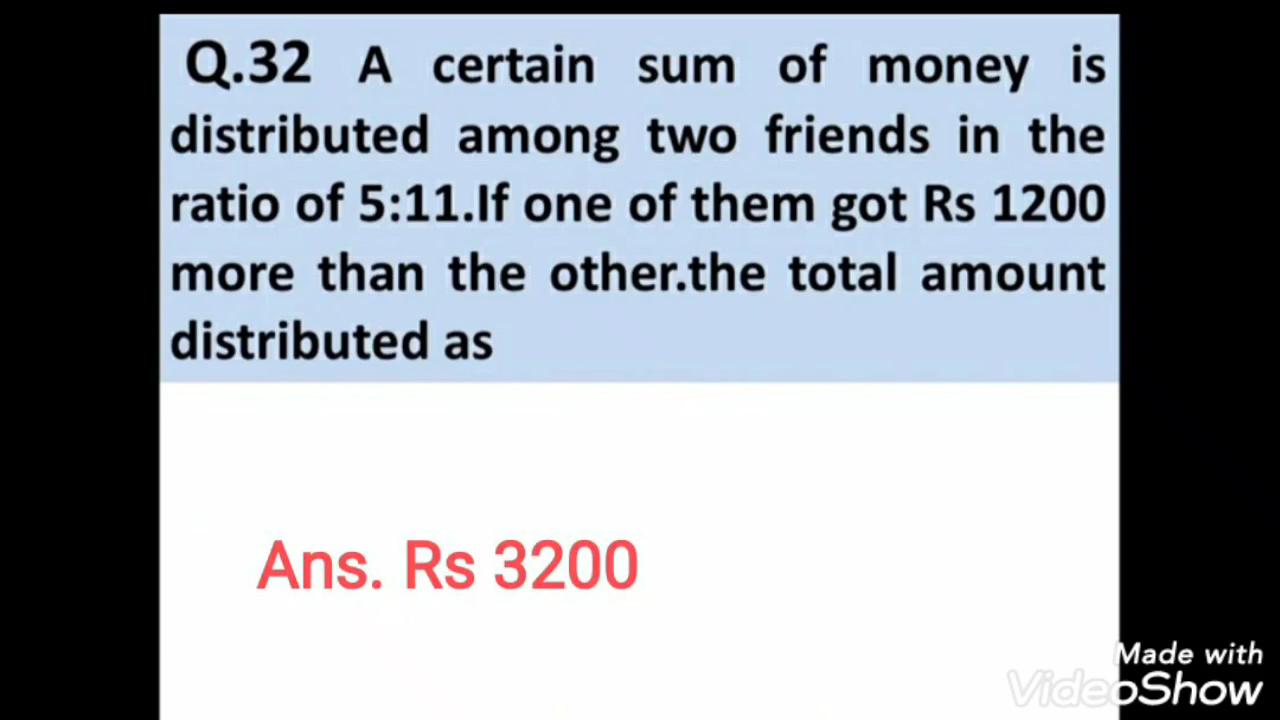 Q.32 A certain sum of money is
distributed among two friends in the
ratio of 5:11.If one of them got Rs 1200
more than the other.the total amount
distributed as
Ans. Rs 3200
Made with
VideoShow